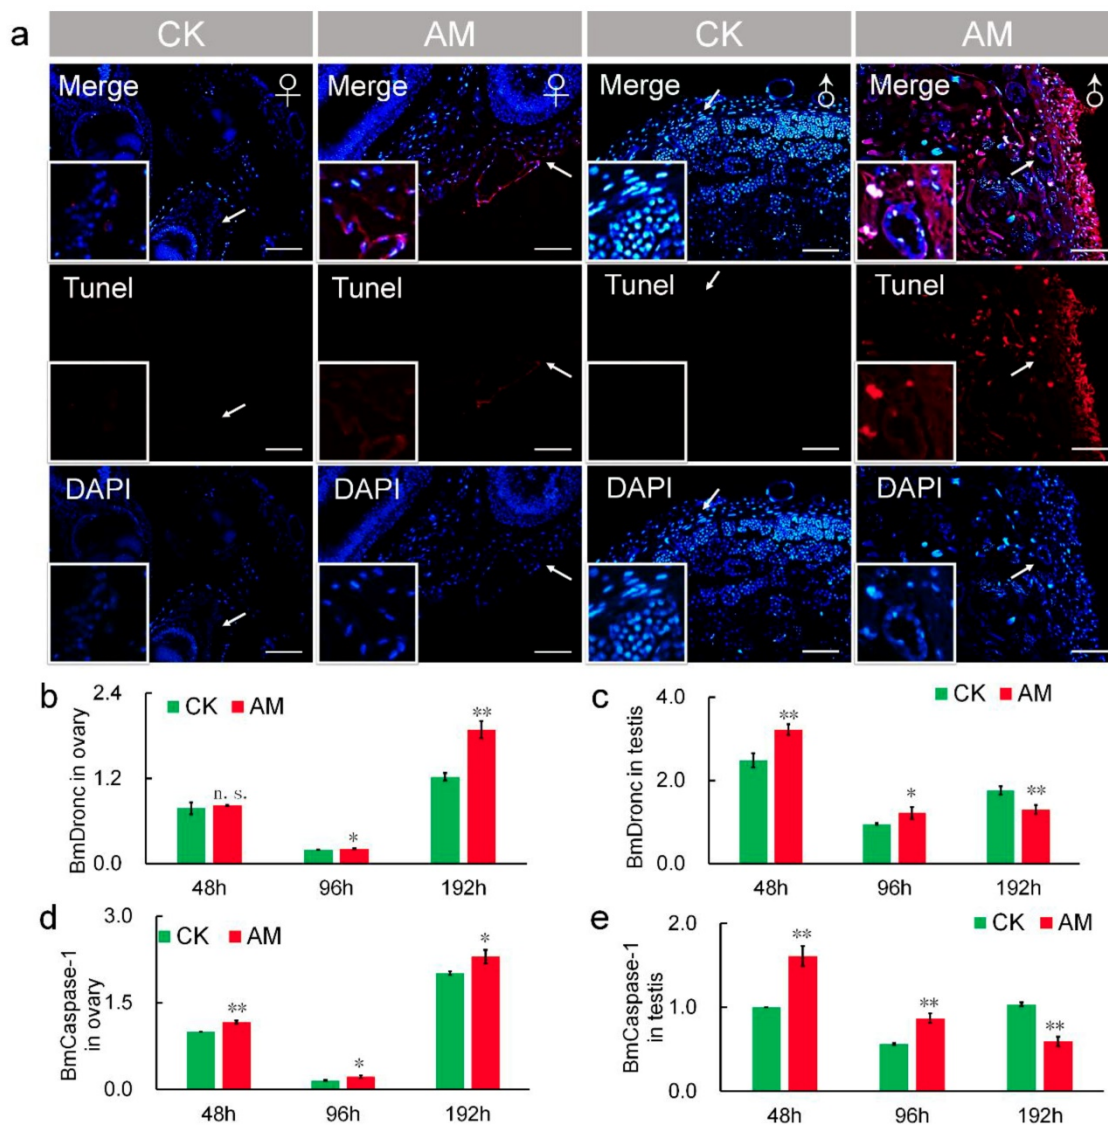 a
CK AM CK AM
Merge ♀ Merge ♀ Merge ♂ Merge ♂
Tunel Tunel Tunel Tunel
DAPI DAPI DAPI DAPI
b
BmDronc in ovary
2.4
1.2
0.0
CK AM
n. s. * **
48h 96h 192h
c
BmDronc in testis
4.0
2.0
0.0
CK AM
** * **
48h 96h 192h
d
BmCaspase-1
in ovary
3.0
1.5
0.0
CK AM
** * *
48h 96h 192h
e
BmCaspase-1
in testis
2.0
1.0
0.0
CK AM
** ** **
48h 96h 192h